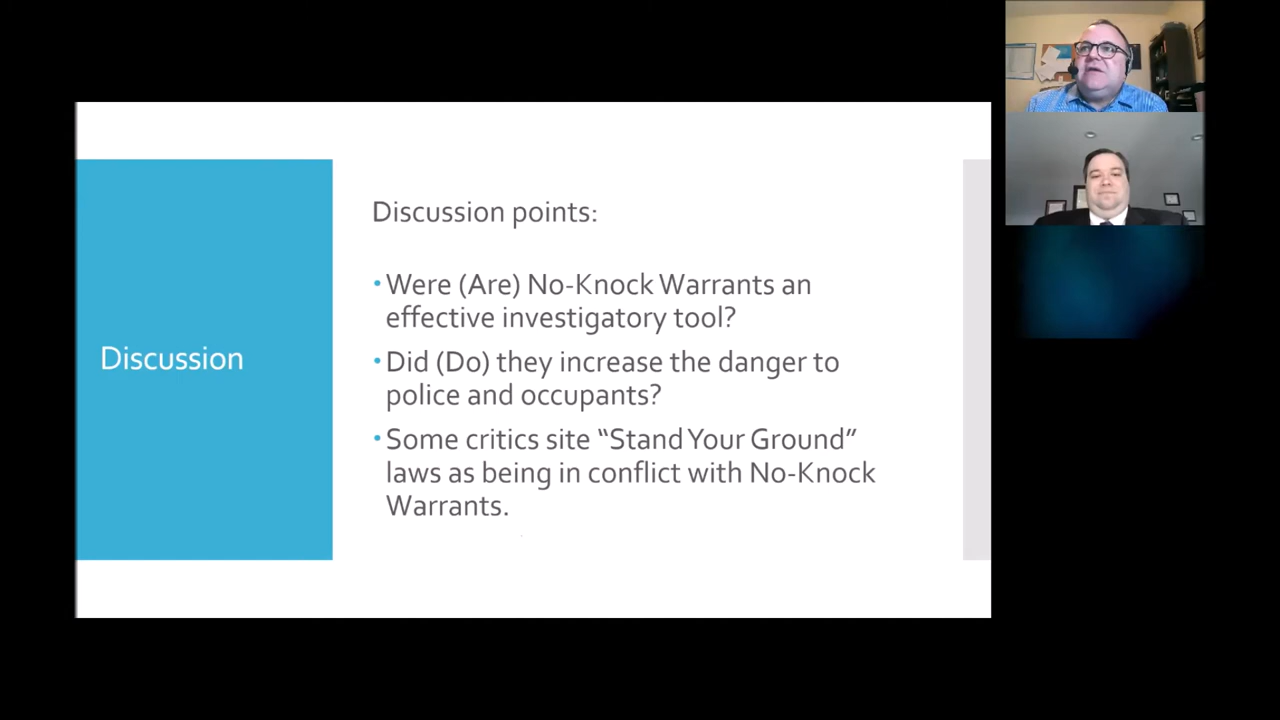 Discussion
Discussion points:
• Were (Are) No-Knock Warrants an
effective investigatory tool?
• Did (Do) they increase the danger to
police and occupants?
• Some critics site “Stand Your Ground”
laws as being in conflict with No-Knock
Warrants.